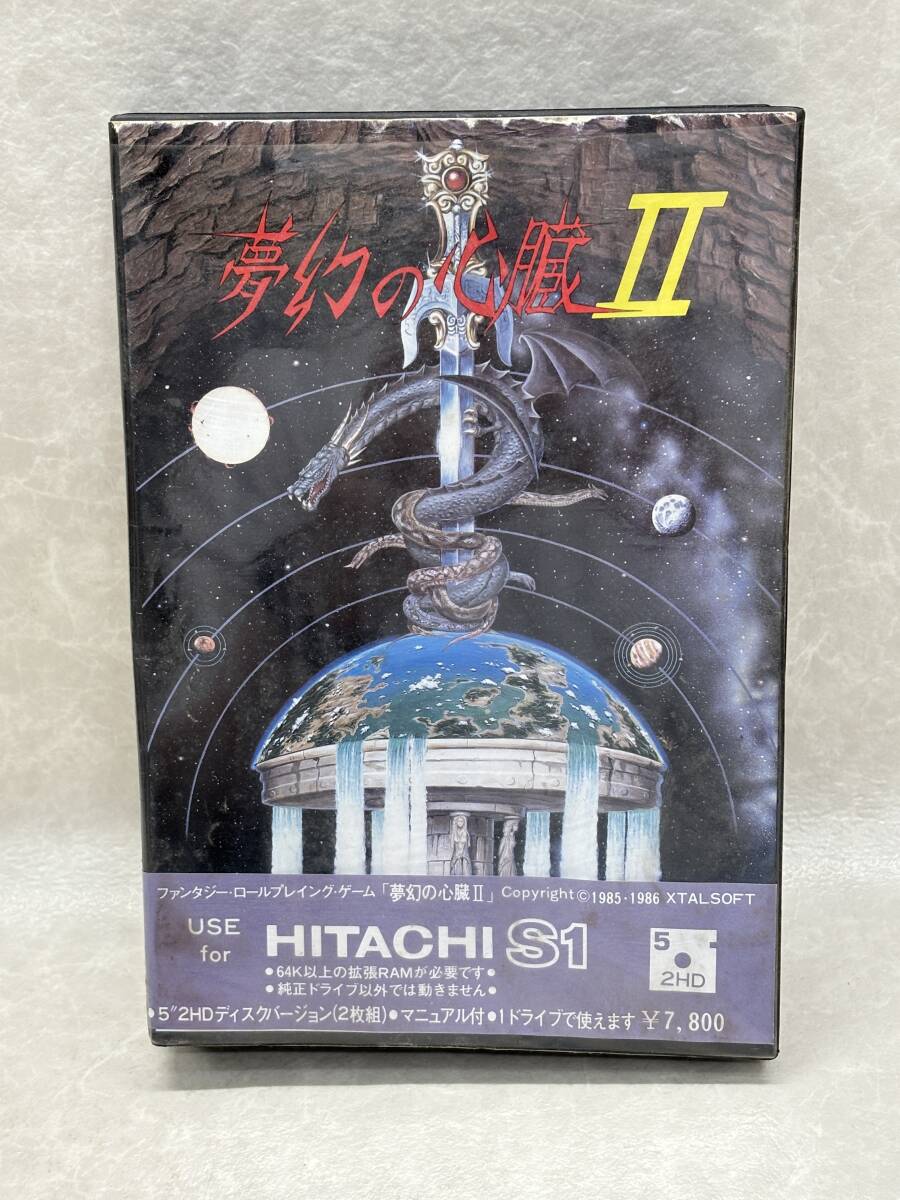 夢幻の心臓II
ファンタジー・ロールプレイング・ゲーム「夢幻の心臓II」 Copyright©1985・1986 XTALSOFT
USE for HITACHI S1
●64K以上の拡張RAMが必要です●
●純正ドライブ以外では動きません●
5 2HD
●5″2HDディスクバージョン(2枚組)●マニュアル付●1ドライブで使えます ¥7,800